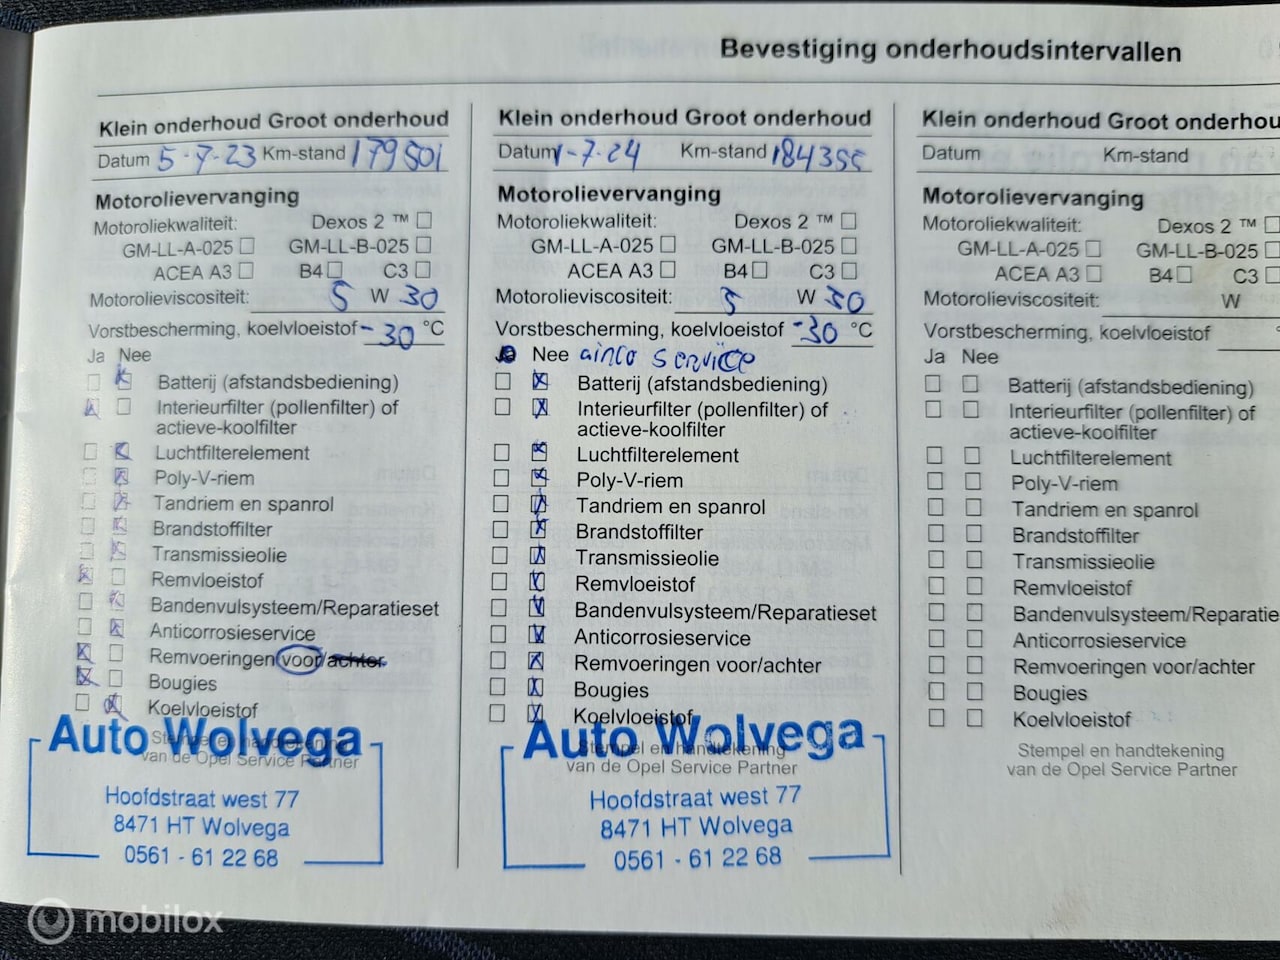 Bevestiging onderhoudsintervallen
Klein onderhoud Groot onderhoud
Datum 5-7-23 Km-stand 179501
Motorolievervanging
Motoroliekwaliteit: Dexos 2 ™
GM-LL-A-025 GM-LL-B-025
ACEA A3 B4 C3
Motorolieviscositeit: 5 W 30
Vorstbescherming, koelvloeistof -30 °C
Ja Nee
Batterij (afstandsbediening)
Interieurfilter (pollenfilter) of
actieve-koolfilter
Luchtfilterelement
Poly-V-riem
Tandriem en spanrol
Brandstoffilter
Transmissieolie
Remvloeistof
Bandenvulsysteem/Reparatieset
Anticorrosieservice
Remvoeringen voor/achter
Bougies
Koelvloeistof
Stempel en handtekening
van de Opel Service Partner
Auto Wolvega
Hoofdstraat west 77
8471 HT Wolvega
0561 - 61 22 68
Klein onderhoud Groot onderhoud
Datum 1-7-24 Km-stand
Motorolievervanging
Motoroliekwaliteit: Dexos 2 ™
GM-LL-A-025 GM-LL-B-025
ACEA A3 B4 C3
Motorolieviscositeit: 5 W 30
Vorstbescherming, koelvloeistof -30 °C
Ja Nee airco service
Batterij (afstandsbediening)
Interieurfilter (pollenfilter) of
actieve-koolfilter
Luchtfilterelement
Poly-V-riem
Tandriem en spanrol
Brandstoffilter
Transmissieolie
Remvloeistof
Bandenvulsysteem/Reparatieset
Anticorrosieservice
Remvoeringen voor/achter
Bougies
Koelvloeistof
Stempel en handtekening
van de Opel Service Partner
Auto Wolvega
Hoofdstraat west 77
8471 HT Wolvega
0561 - 61 22 68
Klein onderhoud Groot onderhou
Datum Km-stand
Motorolievervanging
Motoroliekwaliteit: Dexos 2 ™
GM-LL-A-025 GM-LL-B-025
ACEA A3 B4 C3
Motorolieviscositeit: W
Vorstbescherming, koelvloeistof
Ja Nee
Batterij (afstandsbediening)
Interieurfilter (pollenfilter) of
actieve-koolfilter
Luchtfilterelement
Poly-V-riem
Tandriem en spanrol
Brandstoffilter
Transmissieolie
Remvloeistof
Bandenvulsysteem/Reparatie
Anticorrosieservice
Remvoeringen voor/achter
Bougies
Koelvloeistof
Stempel en handtekening
van de Opel Service Partner
mobilox